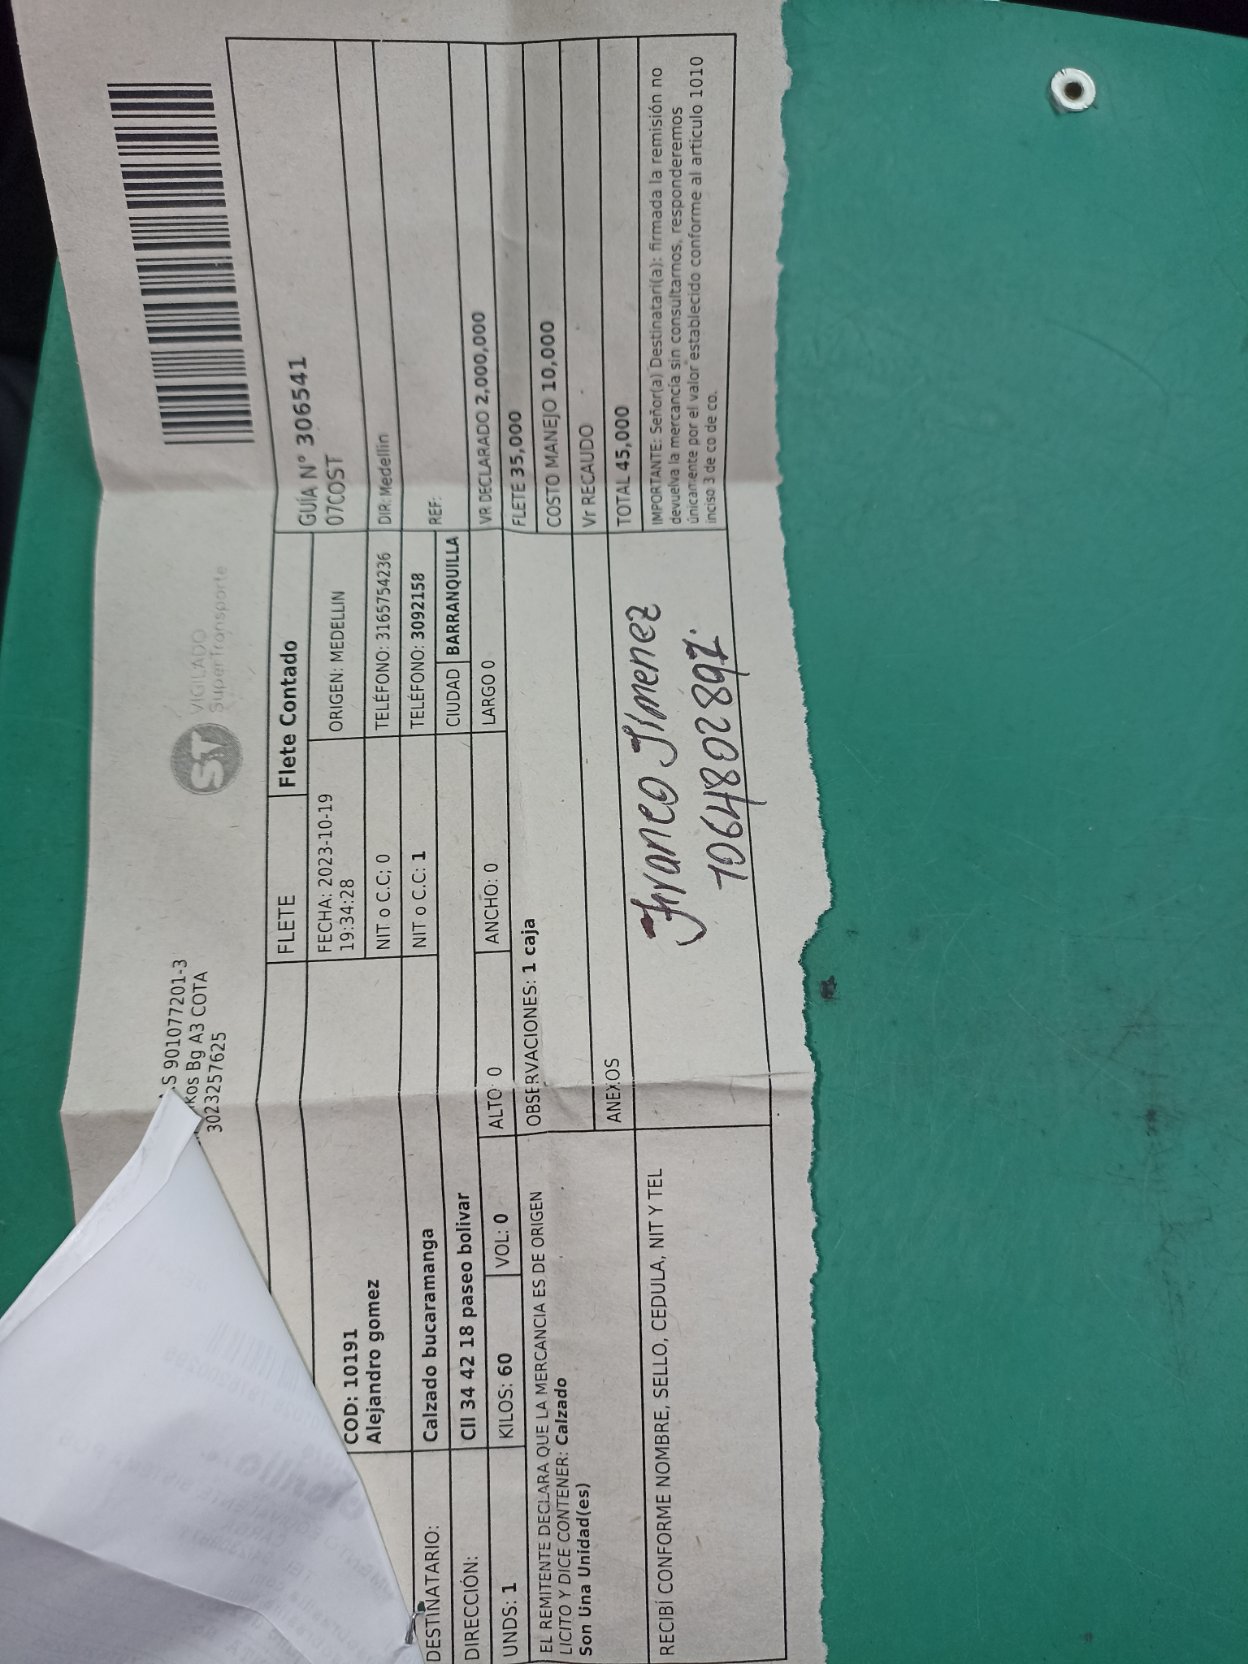 S 901077201-3
kos Bg A3 COTA
3023257625
VIGILADO
SuperTransporte
ST
FLETE Flete Contado
GUÍA N° 306541
07COST
COD: 10191
Alejandro gomez
FECHA: 2023-10-19
19:34:28
ORIGEN: MEDELLIN
NIT o C.C; 0
TELÉFONO: 3165754236
DIR: Medellin
DESTINATARIO: Calzado bucaramanga
NIT o C.C: 1
TELÉFONO: 3092158
REF:
DIRECCIÓN: Cll 34 42 18 paseo bolivar
CIUDAD BARRANQUILLA
UNDS: 1 KILOS: 60 VOL: 0 ALTO: 0 ANCHO: 0 LARGO 0
VR DECLARADO 2,000,000
EL REMITENTE DECLARA QUE LA MERCANCIA ES DE ORIGEN
LICITO Y DICE CONTENER: Calzado
Son Una Unidad(es)
OBSERVACIONES: 1 caja
FLETE 35,000
COSTO MANEJO 10,000
Vr RECAUDO
ANEXOS
TOTAL 45,000
RECIBÍ CONFORME NOMBRE, SELLO, CEDULA, NIT Y TEL
Franco Jimenez
1064802897.
IMPORTANTE: Señor(a) Destinatari(a): firmada la remisión no
devuelva la mercancía sin consultarnos, responderemos
únicamente por el valor establecido conforme al articulo 1010
inciso 3 de co de co.